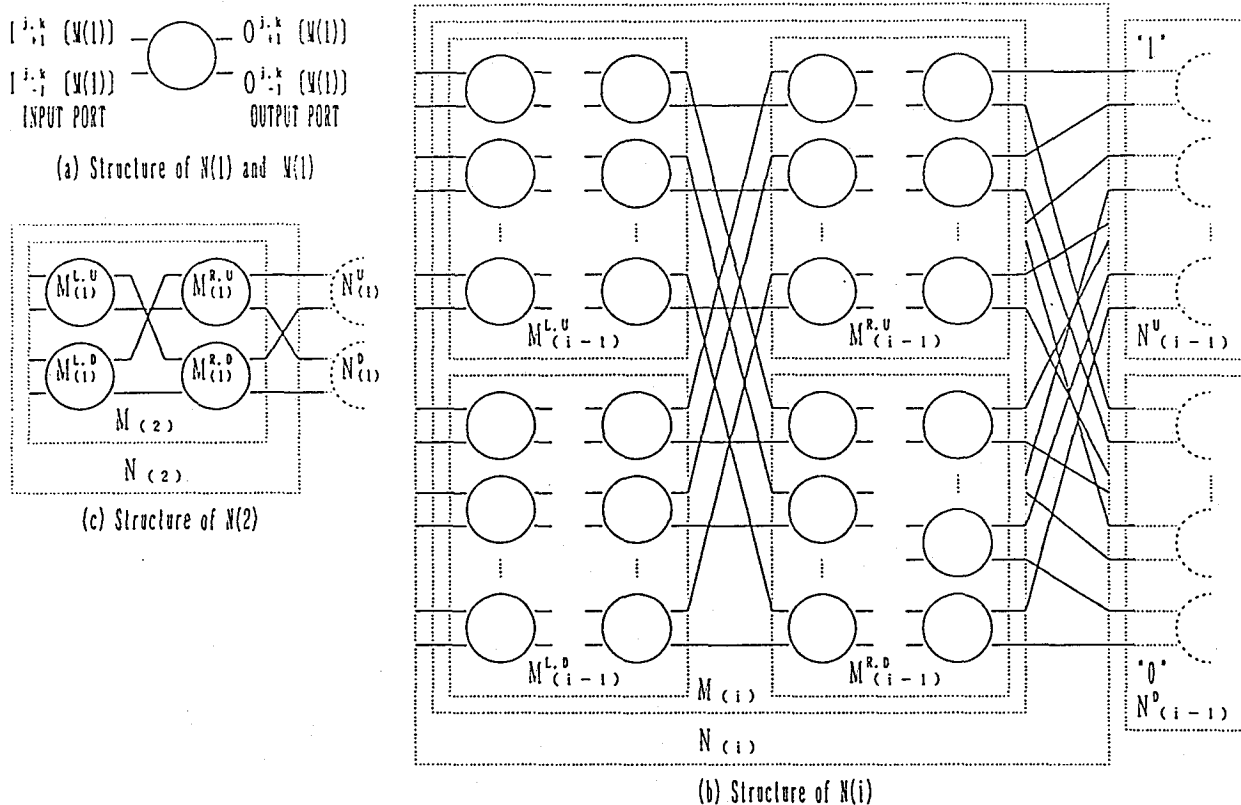 I j,k +1 [M(1)]
O j,k +1 [M(1)]
I j,k -1 [M(1)]
O j,k -1 [M(1)]
INPUT PORT
OUTPUT PORT
(a) Structure of N(1) and M(1)
M L,U (1)
M R,U (1)
N U (1)
M L,D (1)
M R,D (1)
N D (1)
M (2)
N (2)
(c) Structure of N(2)
"1"
M L,U (i-1)
M R,U (i-1)
N U (i-1)
M L,D (i-1)
M R,D (i-1)
"0"
N D (i-1)
M (i)
N (i)
(b) Structure of N(i)